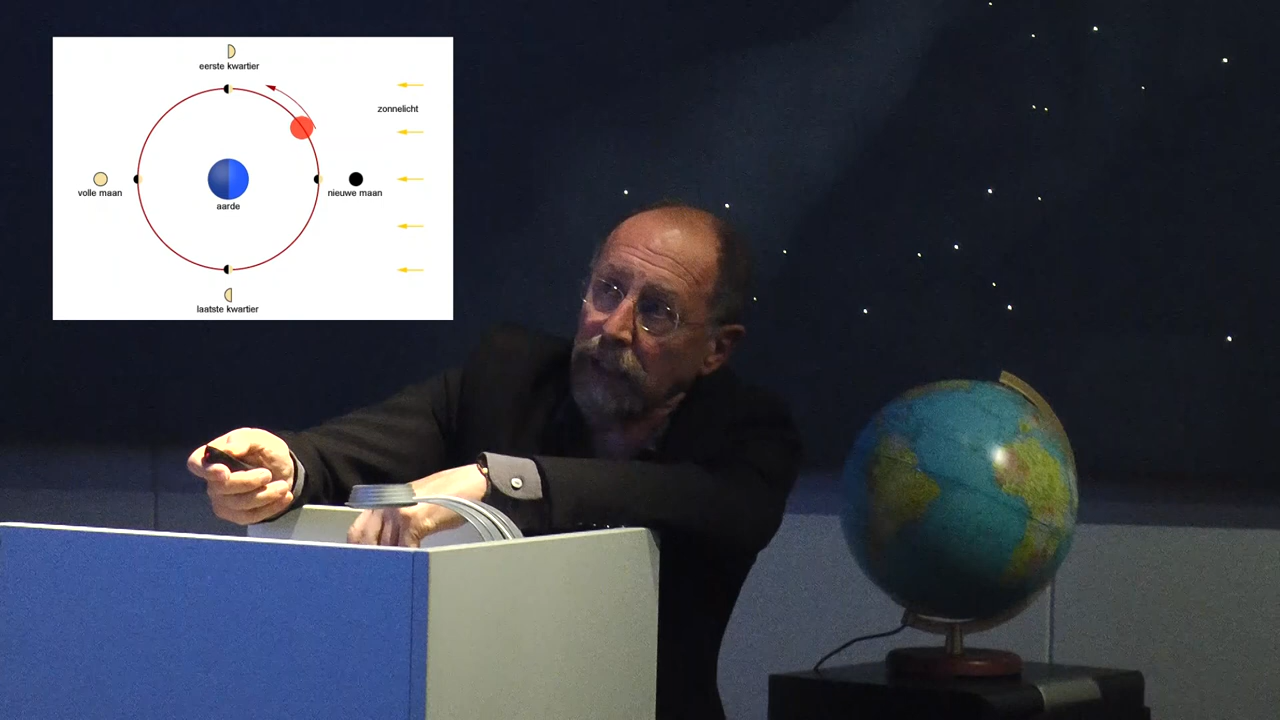 eerste kwartier
zonnelicht
volle maan
nieuwe maan
aarde
laatste kwartier